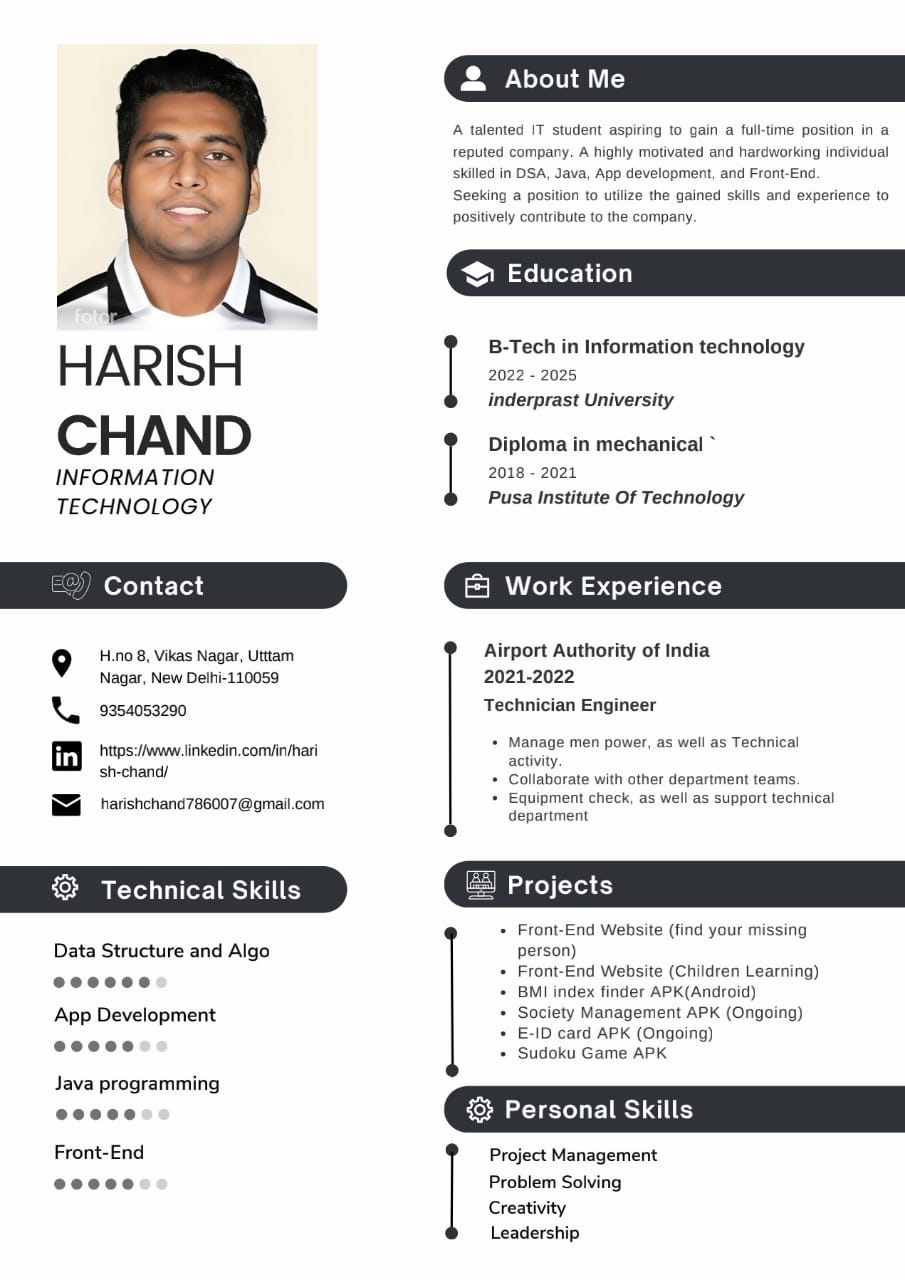 fotor
HARISH
CHAND
INFORMATION
TECHNOLOGY
Contact
H.no 8, Vikas Nagar, Utttam
Nagar, New Delhi-110059
9354053290
https://www.linkedin.com/in/hari
sh-chand/
harishchand786007@gmail.com
Technical Skills
Data Structure and Algo
App Development
Java programming
Front-End
About Me
A talented IT student aspiring to gain a full-time position in a
reputed company. A highly motivated and hardworking individual
skilled in DSA, Java, App development, and Front-End.
Seeking a position to utilize the gained skills and experience to
positively contribute to the company.
Education
B-Tech in Information technology
2022 - 2025
inderprast University
Diploma in mechanical `
2018 - 2021
Pusa Institute Of Technology
Work Experience
Airport Authority of India
2021-2022
Technician Engineer
• Manage men power, as well as Technical
activity.
• Collaborate with other department teams.
• Equipment check, as well as support technical
department
Projects
• Front-End Website (find your missing
person)
• Front-End Website (Children Learning)
• BMI index finder APK(Android)
• Society Management APK (Ongoing)
• E-ID card APK (Ongoing)
• Sudoku Game APK
Personal Skills
Project Management
Problem Solving
Creativity
Leadership